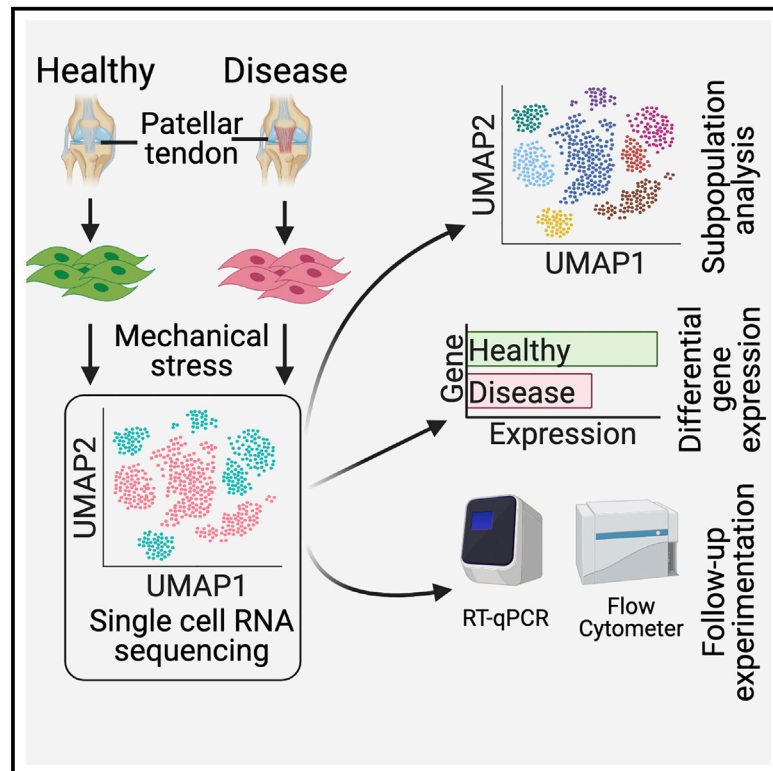 Healthy
Disease
Patellar
tendon
Mechanical
stress
UMAP2
UMAP1
Single cell RNA
sequencing
UMAP2
UMAP1
Subpopulation
analysis
Gene
Healthy
Disease
Expression
Differential
gene
expression
RT-qPCR
Flow
Cytometer
Follow-up
experimentation